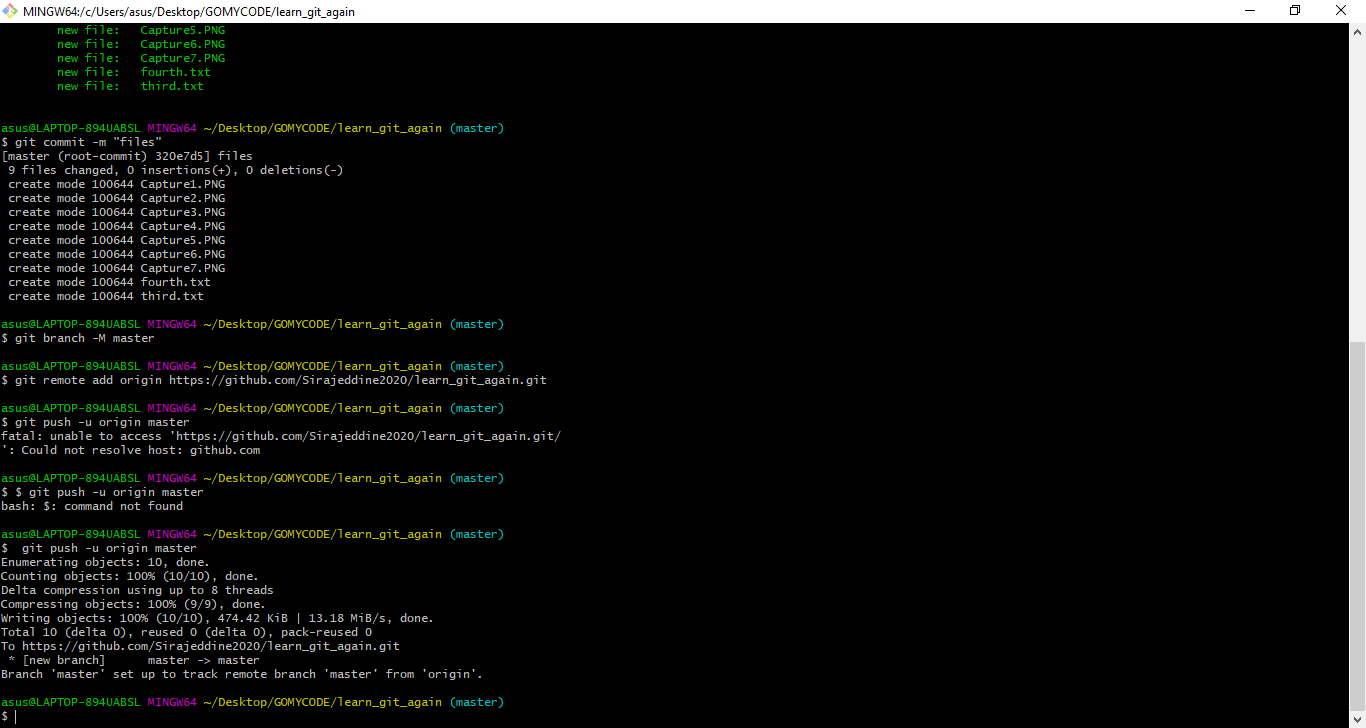 MINGW64:/c/Users/asus/Desktop/GOMYCODE/learn_git_again
new file:   Capture5.PNG
new file:   Capture6.PNG
new file:   Capture7.PNG
new file:   fourth.txt
new file:   third.txt
asus@LAPTOP-894UABSL MINGW64 ~/Desktop/GOMYCODE/learn_git_again (master)
$ git commit -m "files"
[master (root-commit) 320e7d5] files
 9 files changed, 0 insertions(+), 0 deletions(-)
 create mode 100644 Capture1.PNG
 create mode 100644 Capture2.PNG
 create mode 100644 Capture3.PNG
 create mode 100644 Capture4.PNG
 create mode 100644 Capture5.PNG
 create mode 100644 Capture6.PNG
 create mode 100644 Capture7.PNG
 create mode 100644 fourth.txt
 create mode 100644 third.txt
asus@LAPTOP-894UABSL MINGW64 ~/Desktop/GOMYCODE/learn_git_again (master)
$ git branch -M master
asus@LAPTOP-894UABSL MINGW64 ~/Desktop/GOMYCODE/learn_git_again (master)
$ git remote add origin https://github.com/Sirajeddine2020/learn_git_again.git
asus@LAPTOP-894UABSL MINGW64 ~/Desktop/GOMYCODE/learn_git_again (master)
$ git push -u origin master
fatal: unable to access 'https://github.com/Sirajeddine2020/learn_git_again.git/
': Could not resolve host: github.com
asus@LAPTOP-894UABSL MINGW64 ~/Desktop/GOMYCODE/learn_git_again (master)
$ $ git push -u origin master
bash: $: command not found
asus@LAPTOP-894UABSL MINGW64 ~/Desktop/GOMYCODE/learn_git_again (master)
$  git push -u origin master
Enumerating objects: 10, done.
Counting objects: 100% (10/10), done.
Delta compression using up to 8 threads
Compressing objects: 100% (9/9), done.
Writing objects: 100% (10/10), 474.42 KiB | 13.18 MiB/s, done.
Total 10 (delta 0), reused 0 (delta 0), pack-reused 0
To https://github.com/Sirajeddine2020/learn_git_again.git
 * [new branch]      master -> master
Branch 'master' set up to track remote branch 'master' from 'origin'.
asus@LAPTOP-894UABSL MINGW64 ~/Desktop/GOMYCODE/learn_git_again (master)
$